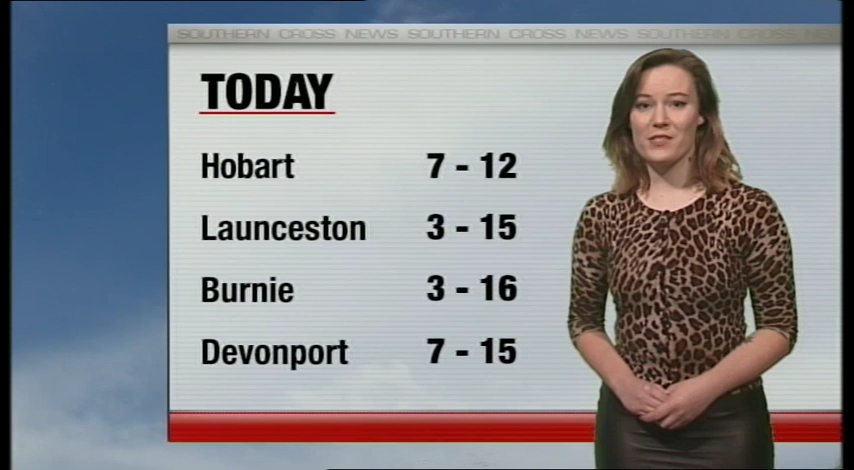 SOUTHERN CROSS NEWS SOUTHERN CROSS NEWS SOUTHERN CROSS NEWS
TODAY
Hobart 7 - 12
Launceston 3 - 15
Burnie 3 - 16
Devonport 7 - 15